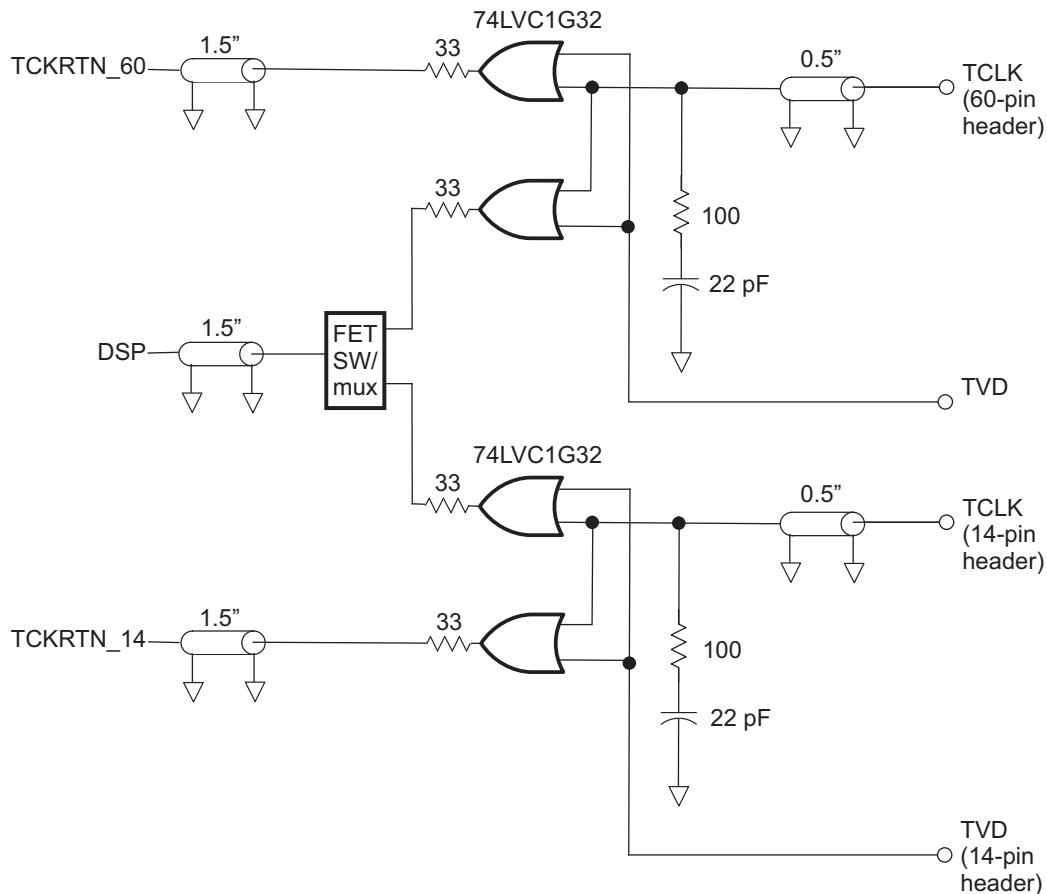 74LVC1G32
1.5”
33
0.5”
TCKRTN_60
TCLK
(60-pin
header)
33
100
22 pF
1.5”
DSP
FET
SW/
mux
TVD
74LVC1G32
33
0.5”
TCLK
(14-pin
header)
1.5”
33
TCKRTN_14
100
22 pF
TVD
(14-pin
header)